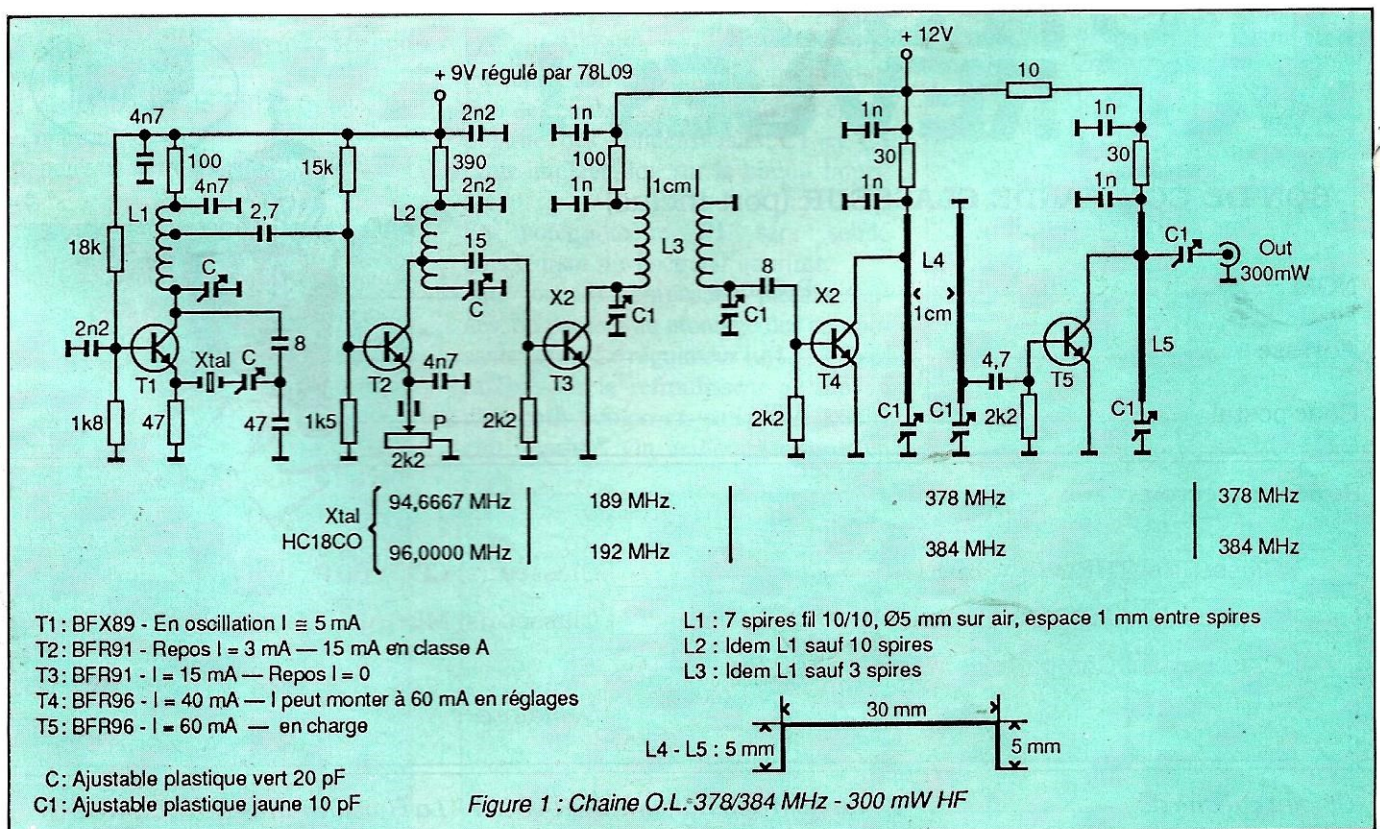 + 12V
+ 9V régulé par 78L09
10
4n7
2n2
1n
1n
1n
100
15k
390
100
30
30
4n7
2n2
1n
1cm
1n
1n
L1
2,7
L2
15
L3
L4
C1
Out
300mW
18k
C
C
X2
8
X2
1cm
C1
C1
2n2
8
Xtal
C
4n7
4,7
L5
T1
T2
T3
T4
T5
1k8
47
47
1k5
P
2k2
2k2
2k2
C1
C1
2k2
C1
Xtal
HC18CO
94,6667 MHz
189 MHz
378 MHz
378 MHz
96,0000 MHz
192 MHz
384 MHz
384 MHz
T1 : BFX89 - En oscillation I ≅ 5 mA
T2 : BFR91 - Repos I = 3 mA — 15 mA en classe A
T3 : BFR91 - I = 15 mA — Repos I = 0
T4 : BFR96 - I = 40 mA — I peut monter à 60 mA en réglages
T5 : BFR96 - I = 60 mA — en charge
C : Ajustable plastique vert 20 pF
C1 : Ajustable plastique jaune 10 pF
L1 : 7 spires fil 10/10, Ø5 mm sur air, espace 1 mm entre spires
L2 : Idem L1 sauf 10 spires
L3 : Idem L1 sauf 3 spires
30 mm
L4 - L5 : 5 mm
5 mm
Figure 1 : Chaine O.L. 378/384 MHz - 300 mW HF